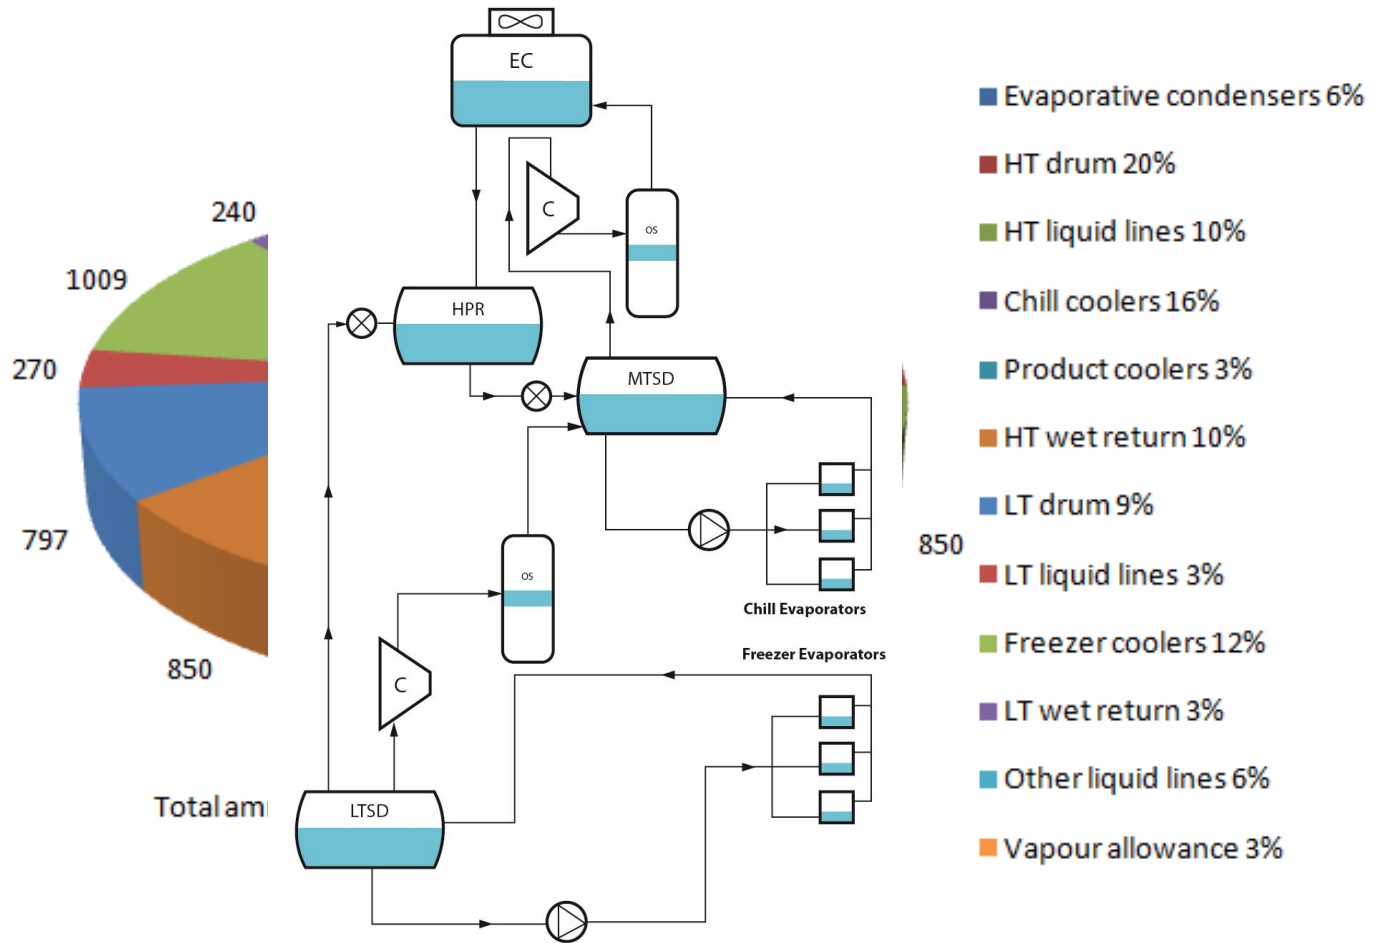 EC
Evaporative condensers 6%
HT drum 20%
C
240
OS
HT liquid lines 10%
1009
Chill coolers 16%
HPR
270
MTSD
Product coolers 3%
HT wet return 10%
LT drum 9%
797
850
OS
LT liquid lines 3%
Chill Evaporators
Freezer coolers 12%
Freezer Evaporators
850
C
LT wet return 3%
Other liquid lines 6%
Total am
LTSD
Vapour allowance 3%